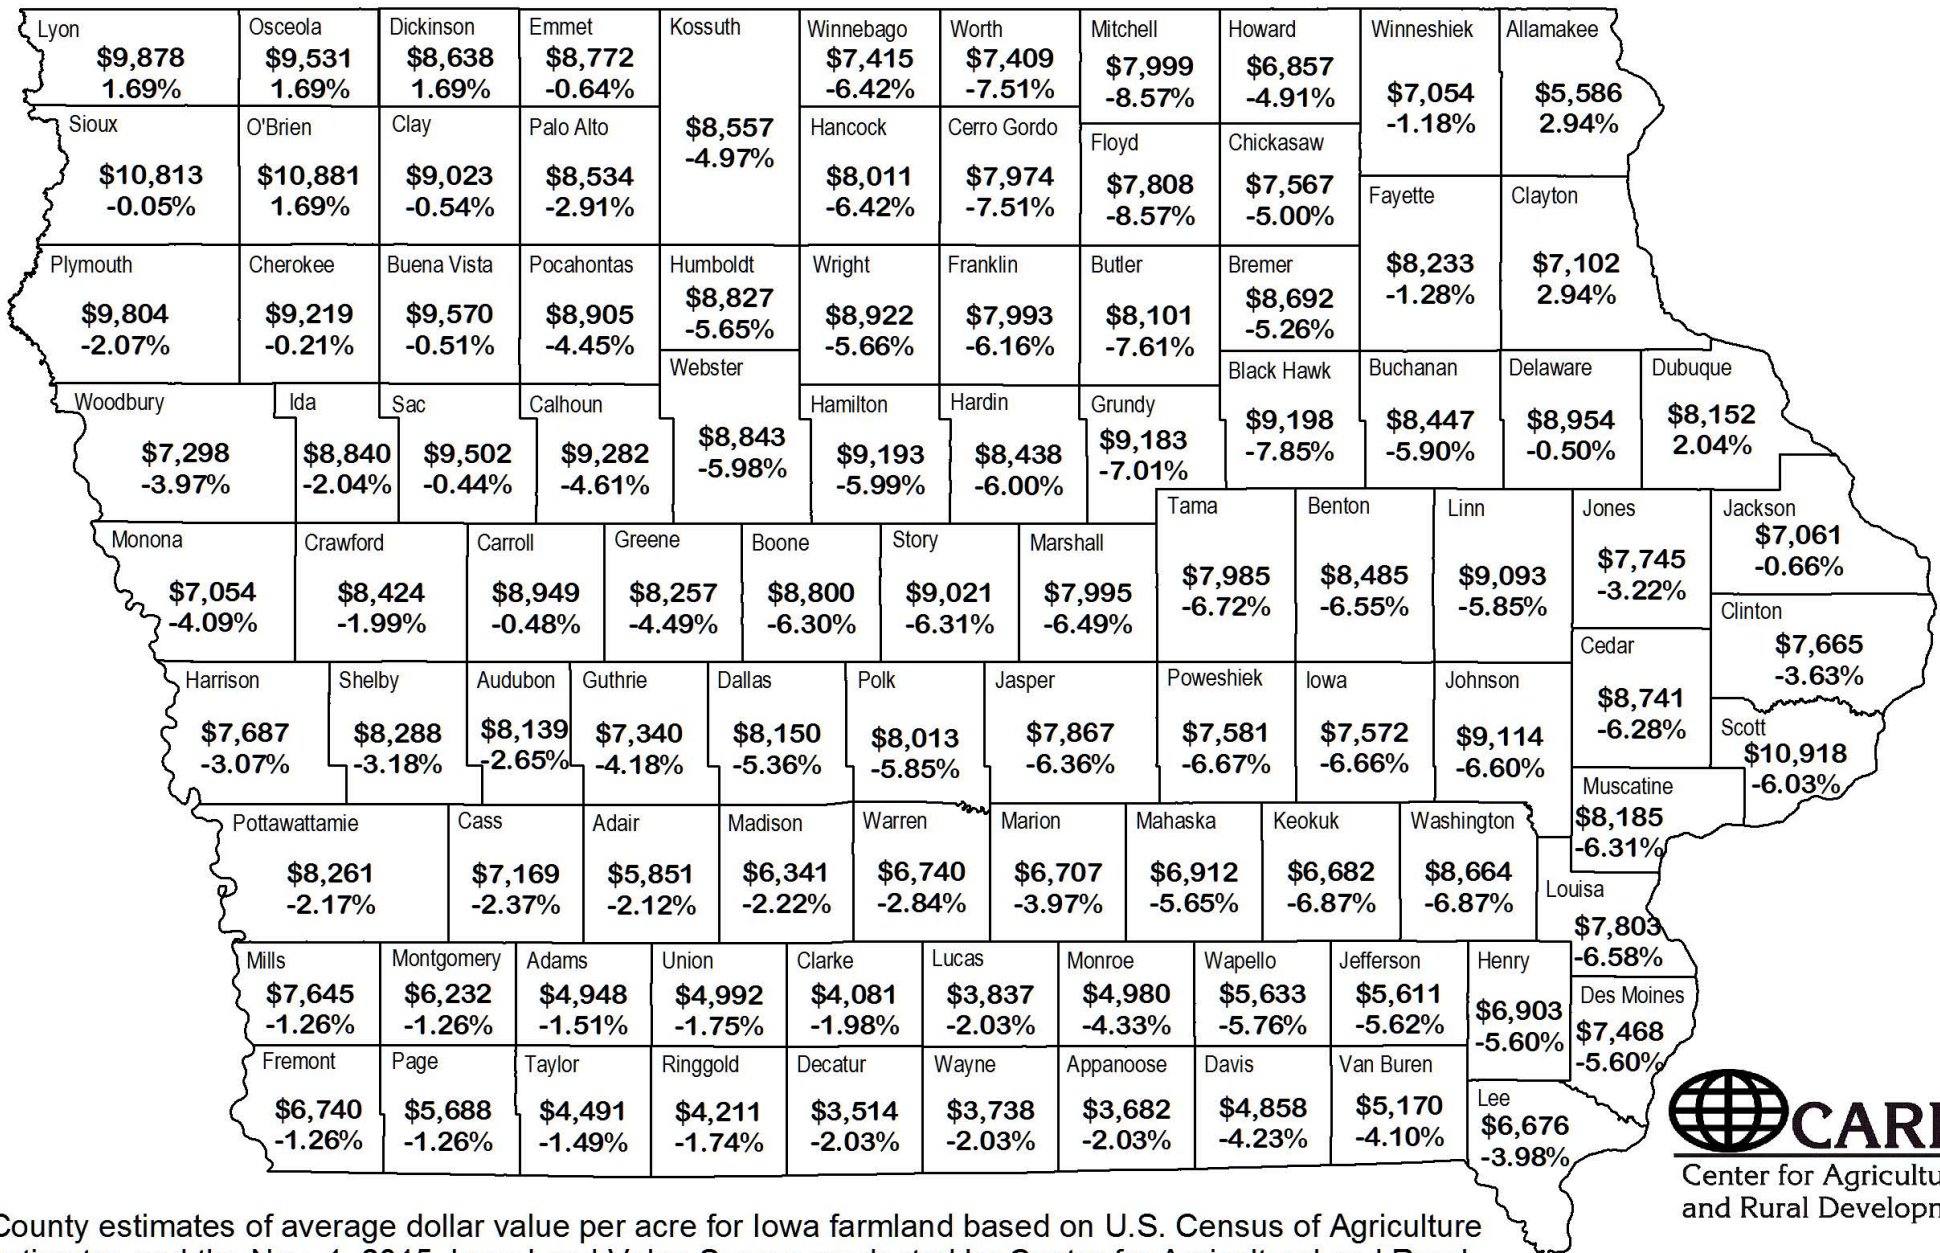 Lyon
$9,878
1.69%
Osceola
$9,531
1.69%
Dickinson
$8,638
1.69%
Emmet
$8,772
-0.64%
Kossuth
$8,557
-4.97%
Winnebago
$7,415
-6.42%
Worth
$7,409
-7.51%
Mitchell
$7,999
-8.57%
Howard
$6,857
-4.91%
Winneshiek
$7,054
-1.18%
Allamakee
$5,586
2.94%
Sioux
$10,813
-0.05%
O'Brien
$10,881
1.69%
Clay
$9,023
-0.54%
Palo Alto
$8,534
-2.91%
Hancock
$8,011
-6.42%
Cerro Gordo
$7,974
-7.51%
Floyd
$7,808
-8.57%
Chickasaw
$7,567
-5.00%
Fayette
$8,233
-1.28%
Clayton
$7,102
2.94%
Plymouth
$9,804
-2.07%
Cherokee
$9,219
-0.21%
Buena Vista
$9,570
-0.51%
Pocahontas
$8,905
-4.45%
Humboldt
$8,827
-5.65%
Wright
$8,922
-5.66%
Franklin
$7,993
-6.16%
Butler
$8,101
-7.61%
Bremer
$8,692
-5.26%
Woodbury
$7,298
-3.97%
Ida
$8,840
-2.04%
Sac
$9,502
-0.44%
Calhoun
$9,282
-4.61%
Webster
$8,843
-5.98%
Hamilton
$9,193
-5.99%
Hardin
$8,438
-6.00%
Grundy
$9,183
-7.01%
Black Hawk
$9,198
-7.85%
Buchanan
$8,447
-5.90%
Delaware
$8,954
-0.50%
Dubuque
$8,152
2.04%
Monona
$7,054
-4.09%
Crawford
$8,424
-1.99%
Carroll
$8,949
-0.48%
Greene
$8,257
-4.49%
Boone
$8,800
-6.30%
Story
$9,021
-6.31%
Marshall
$7,995
-6.49%
Tama
$7,985
-6.72%
Benton
$8,485
-6.55%
Linn
$9,093
-5.85%
Jones
$7,745
-3.22%
Jackson
$7,061
-0.66%
Clinton
$7,665
-3.63%
Cedar
$8,741
-6.28%
Scott
$10,918
-6.03%
Harrison
$7,687
-3.07%
Shelby
$8,288
-3.18%
Audubon
$8,139
-2.65%
Guthrie
$7,340
-4.18%
Dallas
$8,150
-5.36%
Polk
$8,013
-5.85%
Jasper
$7,867
-6.36%
Poweshiek
$7,581
-6.67%
Iowa
$7,572
-6.66%
Johnson
$9,114
-6.60%
Muscatine
$8,185
-6.31%
Pottawattamie
$8,261
-2.17%
Cass
$7,169
-2.37%
Adair
$5,851
-2.12%
Madison
$6,341
-2.22%
Warren
$6,740
-2.84%
Marion
$6,707
-3.97%
Mahaska
$6,912
-5.65%
Keokuk
$6,682
-6.87%
Washington
$8,664
-6.87%
Louisa
$7,803
-6.58%
Mills
$7,645
-1.26%
Montgomery
$6,232
-1.26%
Adams
$4,948
-1.51%
Union
$4,992
-1.75%
Clarke
$4,081
-1.98%
Lucas
$3,837
-2.03%
Monroe
$4,980
-4.33%
Wapello
$5,633
-5.76%
Jefferson
$5,611
-5.62%
Henry
$6,903
-5.60%
Des Moines
$7,468
-5.60%
Fremont
$6,740
-1.26%
Page
$5,688
-1.26%
Taylor
$4,491
-1.49%
Ringgold
$4,211
-1.74%
Decatur
$3,514
-2.03%
Wayne
$3,738
-2.03%
Appanoose
$3,682
-2.03%
Davis
$4,858
-4.23%
Van Buren
$5,170
-4.10%
Lee
$6,676
-3.98%
CAR
Center for Agricultu
and Rural Developm
County estimates of average dollar value per acre for Iowa farmland based on U.S. Census of Agriculture